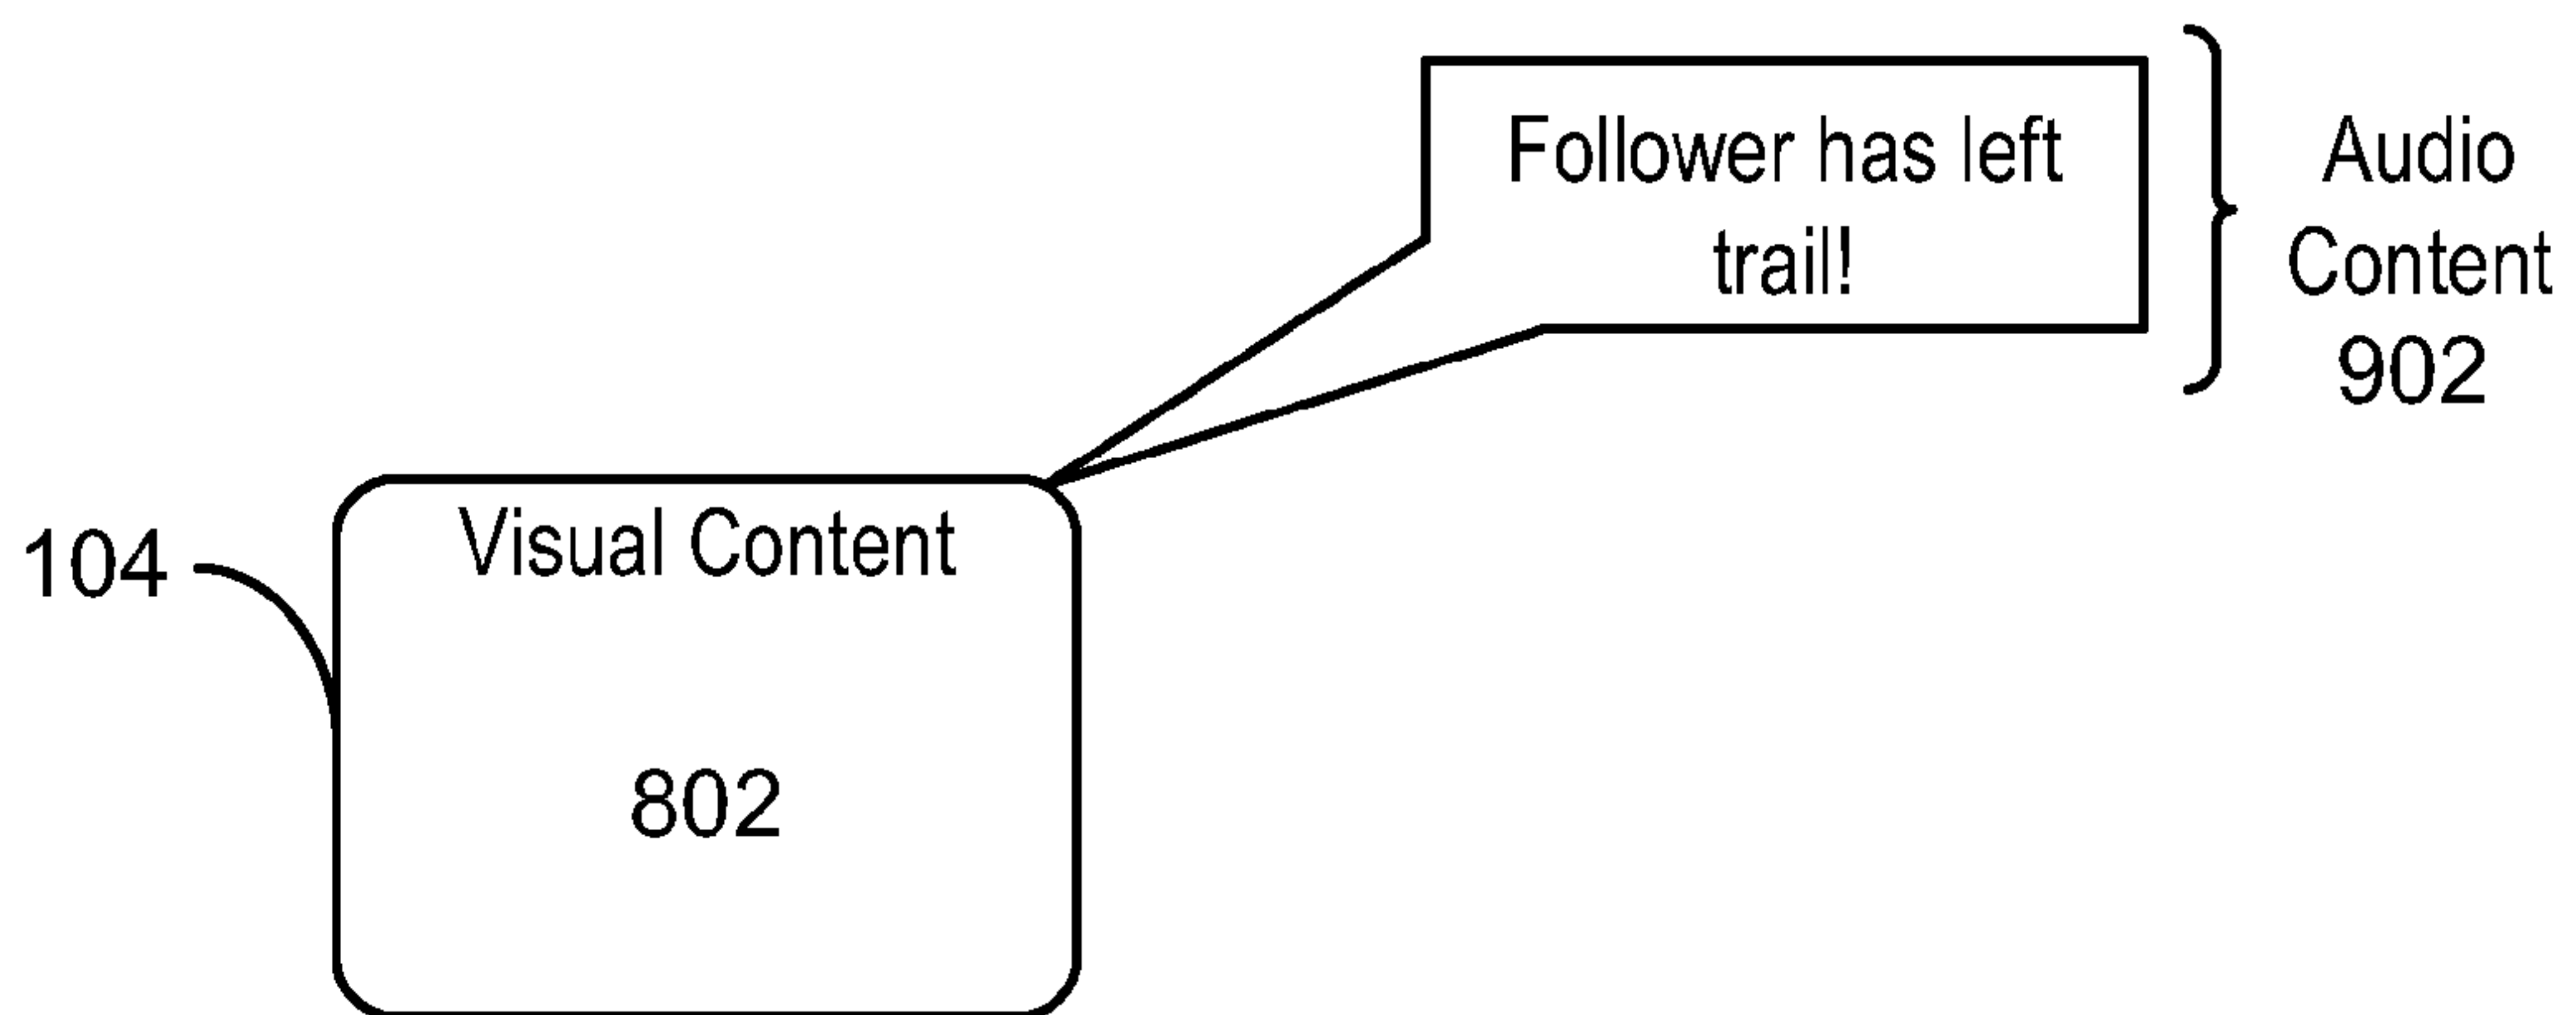 Follower has left
trail!
Audio
Content
902
104
Visual Content
802